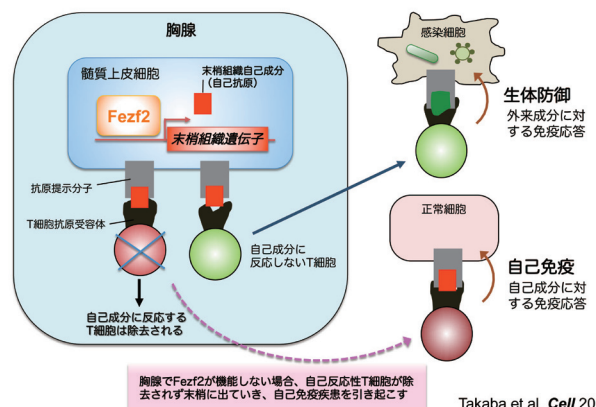 胸腺
髄質上皮細胞
末梢組織自己成分
(自己抗原)
Fezf2
末梢組織遺伝子
抗原提示分子
T細胞抗原受容体
自己成分に
反応しないT細胞
自己成分に反応する
T細胞は除去される
感染細胞
生体防御
外来成分に対
する免疫応答
正常細胞
自己免疫
自己成分に対
する免疫応答
胸腺でFezf2が機能しない場合、自己反応性T細胞が除
去されず末梢に出ていき、自己免疫疾患を引き起こす
Takaba et al. Cell 20